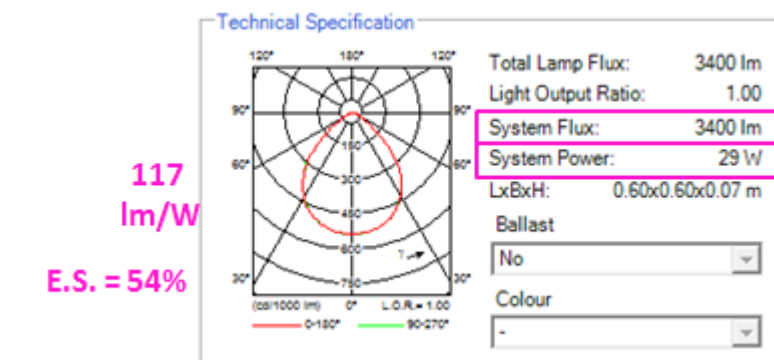 Technical Specification
120° 180° 120°
90° 90°
60° 60°
30° 30°
150
300
450
600
750
(cd/1000 lm) 0° L.O.R.= 1.00
0-180° 90-270°
Total Lamp Flux: 3400 lm
Light Output Ratio: 1.00
System Flux: 3400 lm
System Power: 29 W
LxBxH: 0.60x0.60x0.07 m
Ballast
No
Colour
-
117
lm/W
E.S. = 54%